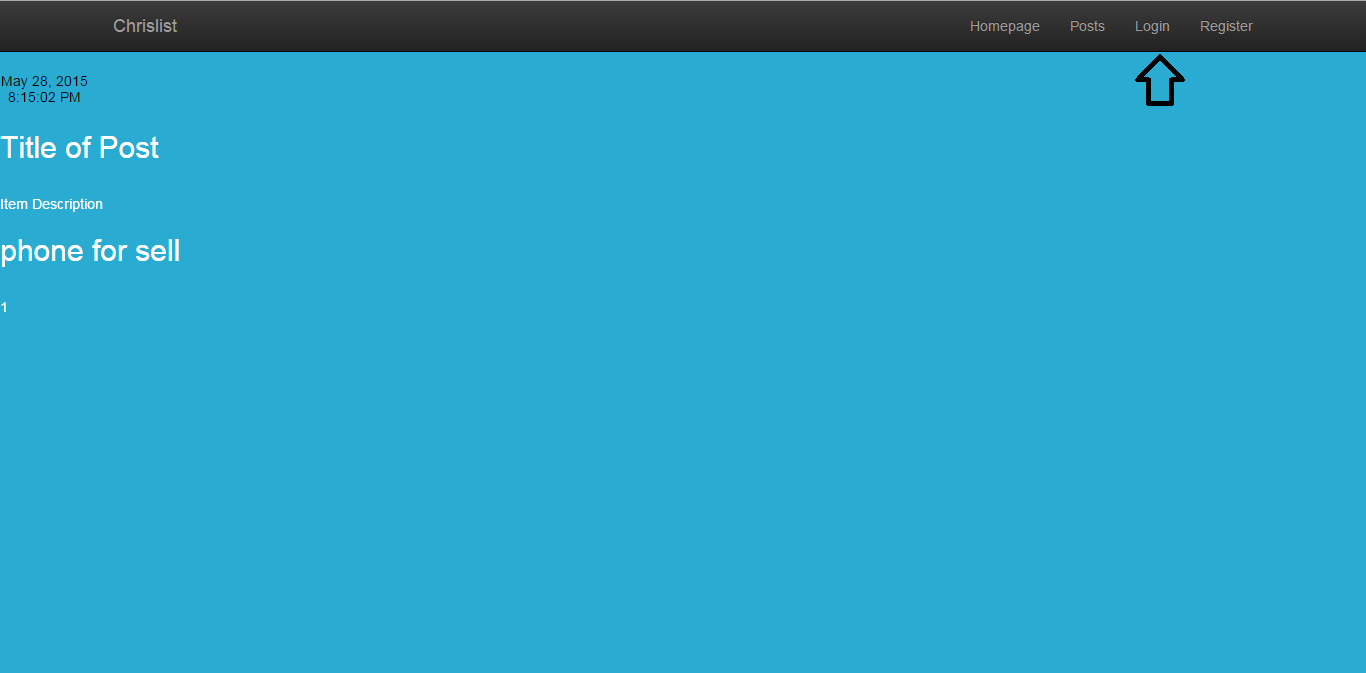 Chrislist Homepage Posts Login Register
May 28, 2015
8:15:02 PM
Title of Post
Item Description
phone for sell
1